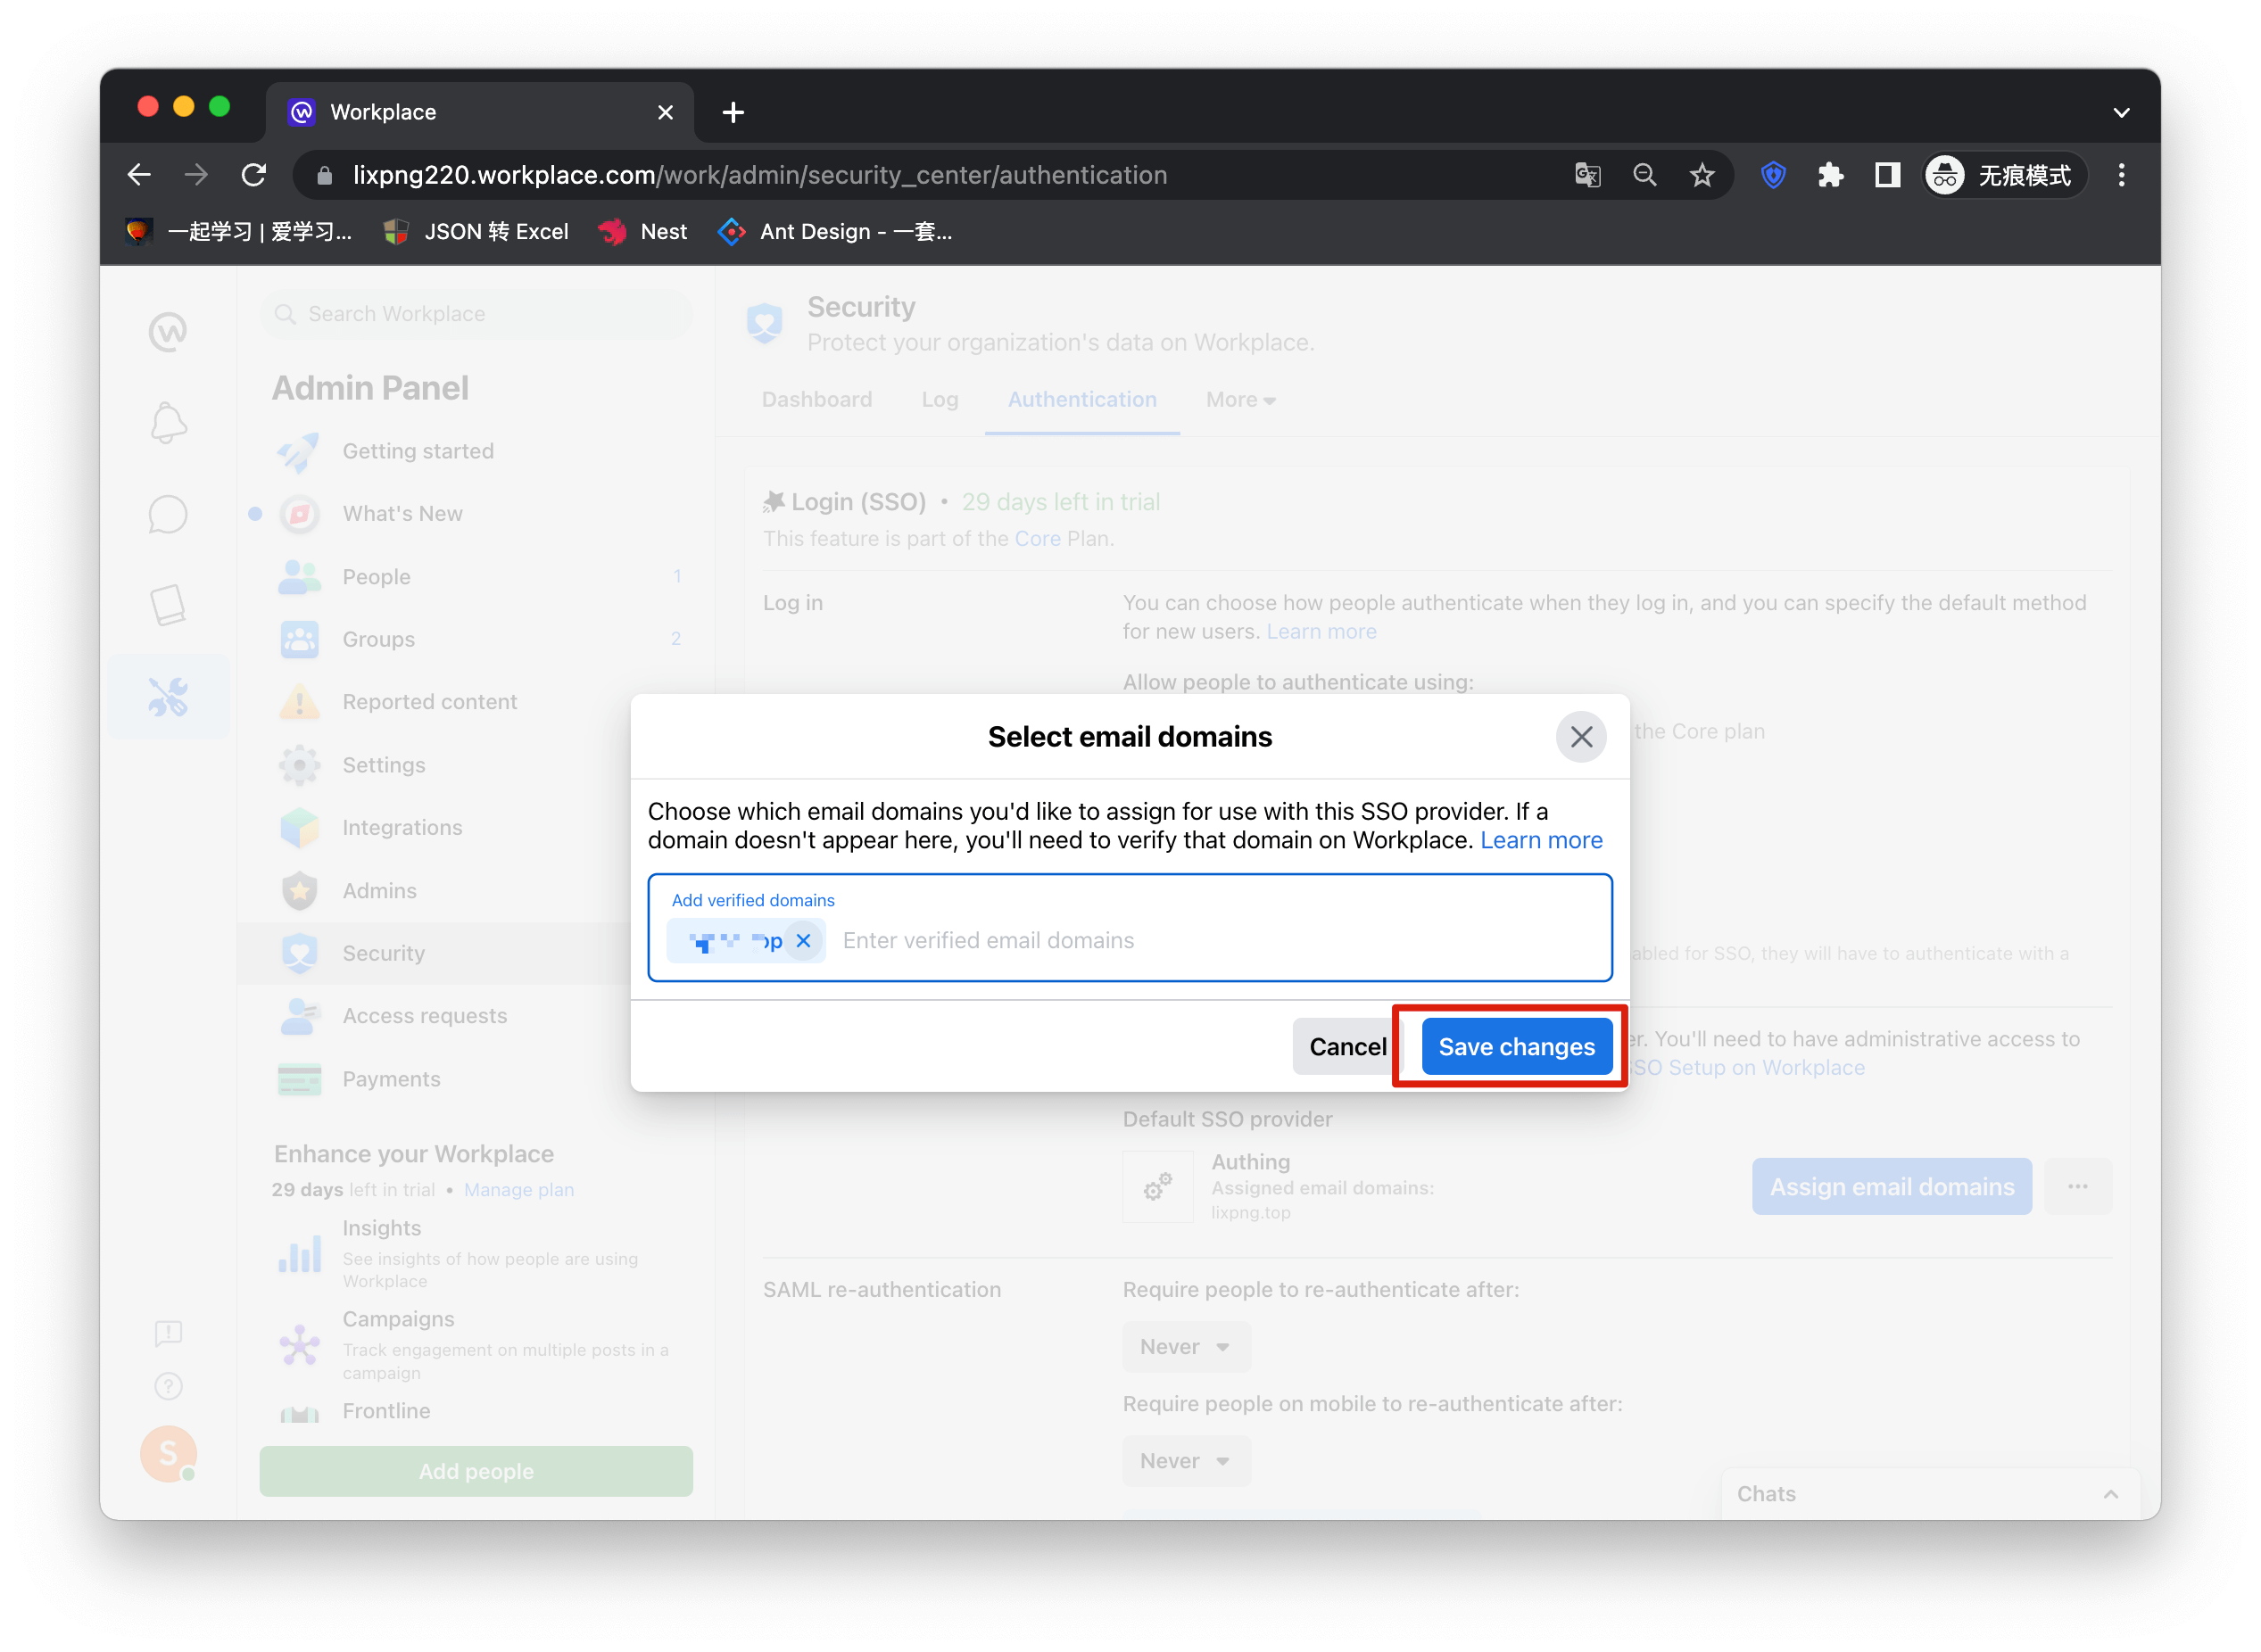 Workplace
lixpng220.workplace.com/work/admin/security_center/authentication
无痕模式
一起学习 | 爱学习...
JSON 转 Excel
Nest
Ant Design - 一套...
Search Workplace
Admin Panel
Getting started
What's New
People 1
Groups 2
Reported content
Settings
Integrations
Admins
Security
Access requests
Payments
Enhance your Workplace
29 days left in trial • Manage plan
Insights
See insights of how people are using
Workplace
Campaigns
Track engagement on multiple posts in a
campaign
Frontline
Add people
S
Security
Protect your organization's data on Workplace.
Dashboard
Log
Authentication
More
Login (SSO) • 29 days left in trial
This feature is part of the Core Plan.
Log in
You can choose how people authenticate when they log in, and you can specify the default method
for new users. Learn more
Allow people to authenticate using:
the Core plan
Select email domains
Choose which email domains you'd like to assign for use with this SSO provider. If a
domain doesn't appear here, you'll need to verify that domain on Workplace. Learn more
Add verified domains
Enter verified email domains
Cancel
Save changes
for SSO, they will have to authenticate with a
You'll need to have administrative access to
Setup on Workplace
Default SSO provider
Authing
Assigned email domains:
lixpng.top
Assign email domains
...
SAML re-authentication
Require people to re-authenticate after:
Never
Require people on mobile to re-authenticate after:
Never
Chats